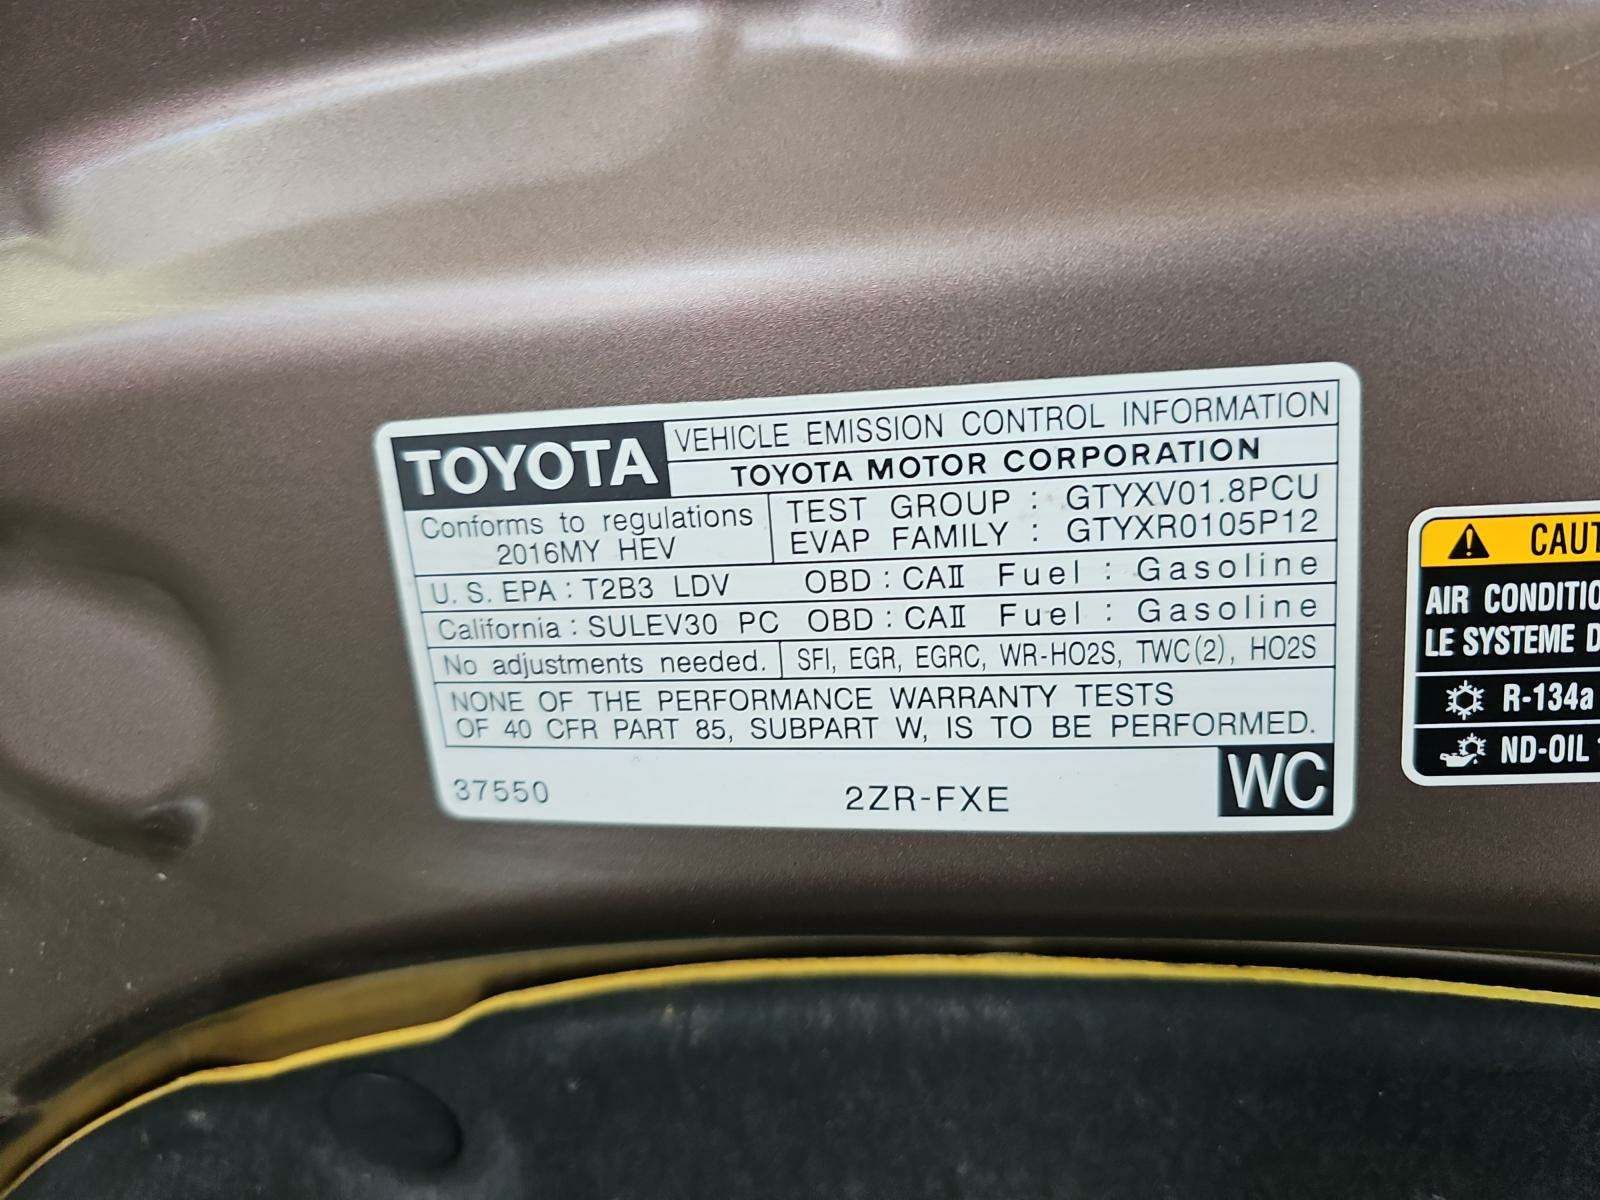 TOYOTA
VEHICLE EMISSION CONTROL INFORMATION
TOYOTA MOTOR CORPORATION
Conforms to regulations
2016MY HEV
TEST GROUP : GTYXV01.8PCU
EVAP FAMILY : GTYXR0105P12
U.S.EPA : T2B3 LDV OBD : CAⅡ Fuel : Gasoline
California : SULEV30 PC OBD : CAⅡ Fuel : Gasoline
No adjustments needed. SFI, EGR, EGRC, WR-HO2S, TWC(2), HO2S
NONE OF THE PERFORMANCE WARRANTY TESTS
OF 40 CFR PART 85, SUBPART W, IS TO BE PERFORMED.
37550 2ZR-FXE WC
CAUT
AIR CONDITIO
LE SYSTEME D
R-134a
ND-OIL